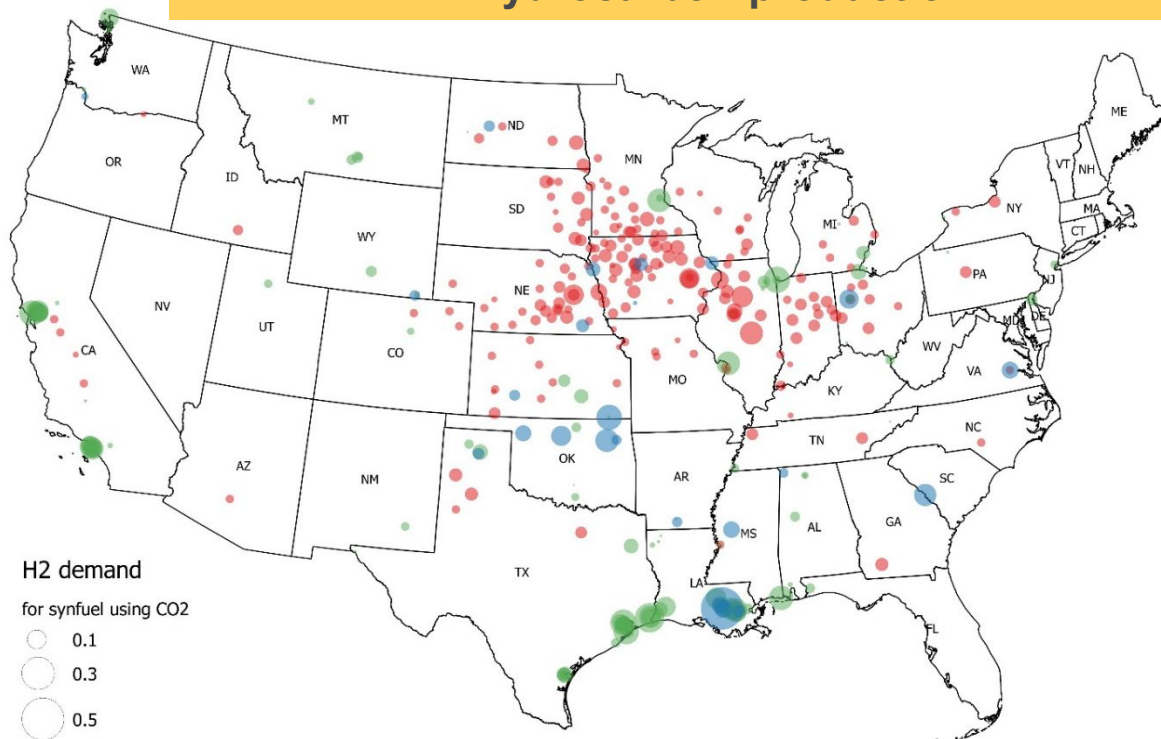 WA
MT
ND
MN
ME
OR
ID
SD
WY
MI
VT
NH
NY
MA
CT
NV
UT
NE
PA
NJ
CA
CO
MD
DE
WV
VA
MO
KY
AZ
NM
OK
AR
TN
NC
SC
MS
AL
GA
TX
LA
FL
H2 demand
for synfuel using CO2
0.1
0.3
0.5